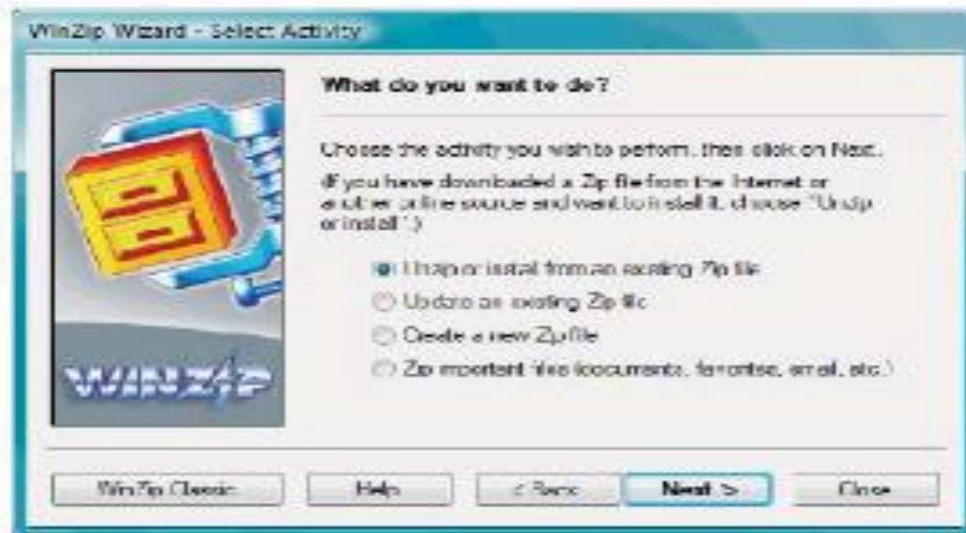 WinZip Wizard - Select Activity
What do you want to do?
Choose the activity you wish to perform, then click on Next.
(If you have downloaded a Zip file from the Internet or
another online source and want to install it, choose "Unzip
or install".)
Unzip or install from an existing Zip file
Update an existing Zip file
Create a new Zip file
Zip important files (documents, favorites, email, etc.)
WINZIP
WinZip Classic
Help
< Back
Next >
Close